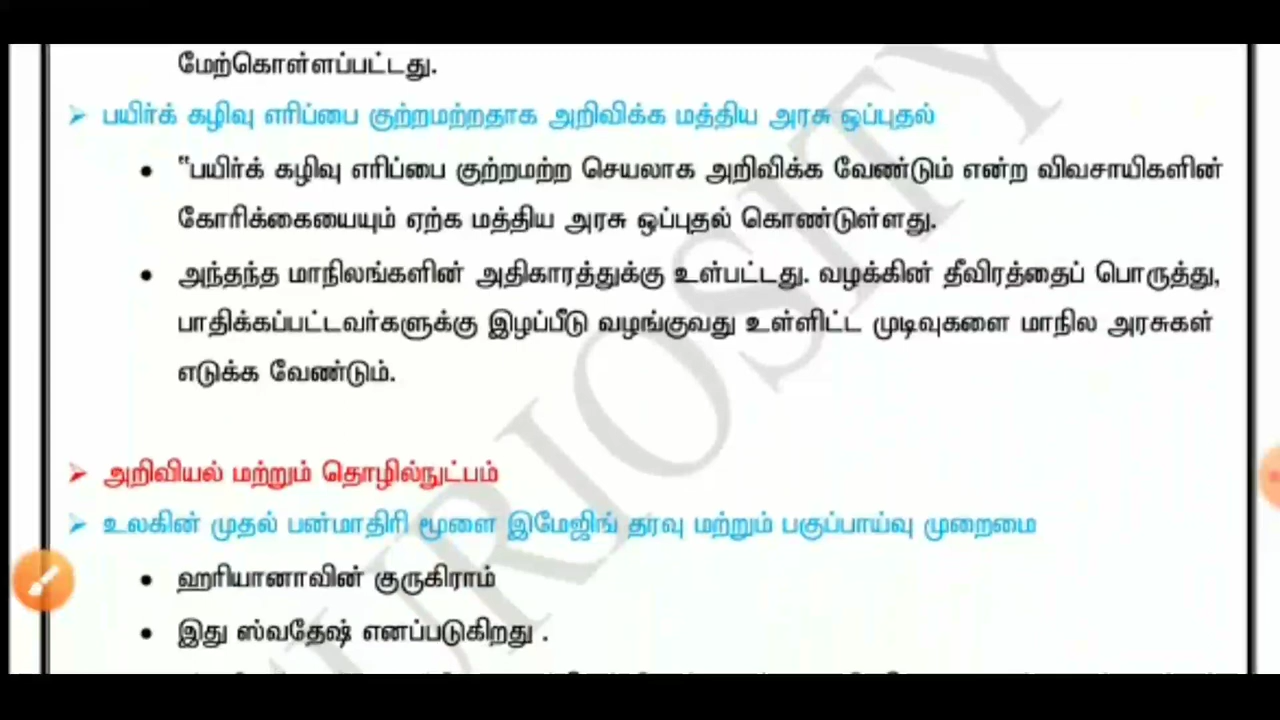 மேற்கொள்ளப்பட்டது.
➢ பயிர்க் கழிவு எரிப்பை குற்றமற்றதாக அறிவிக்க மத்திய அரசு ஒப்புதல்
• "பயிர்க் கழிவு எரிப்பை குற்றமற்ற செயலாக அறிவிக்க வேண்டும் என்ற விவசாயிகளின்
கோரிக்கையையும் ஏற்க மத்திய அரசு ஒப்புதல் கொண்டுள்ளது.
• அந்தந்த மாநிலங்களின் அதிகாரத்துக்கு உள்பட்டது. வழக்கின் தீவிரத்தைப் பொருத்து,
பாதிக்கப்பட்டவர்களுக்கு இழப்பீடு வழங்குவது உள்ளிட்ட முடிவுகளை மாநில அரசுகள்
எடுக்க வேண்டும்.
➢ அறிவியல் மற்றும் தொழில்நுட்பம்
➢ உலகின் முதல் பன்மாதிரி மூளை இமேஜிங் தரவு மற்றும் பகுப்பாய்வு முறைமை
• ஹரியானாவின் குருகிராம்
• இது ஸ்வதேஷ் எனப்படுகிறது .
URIOSITY